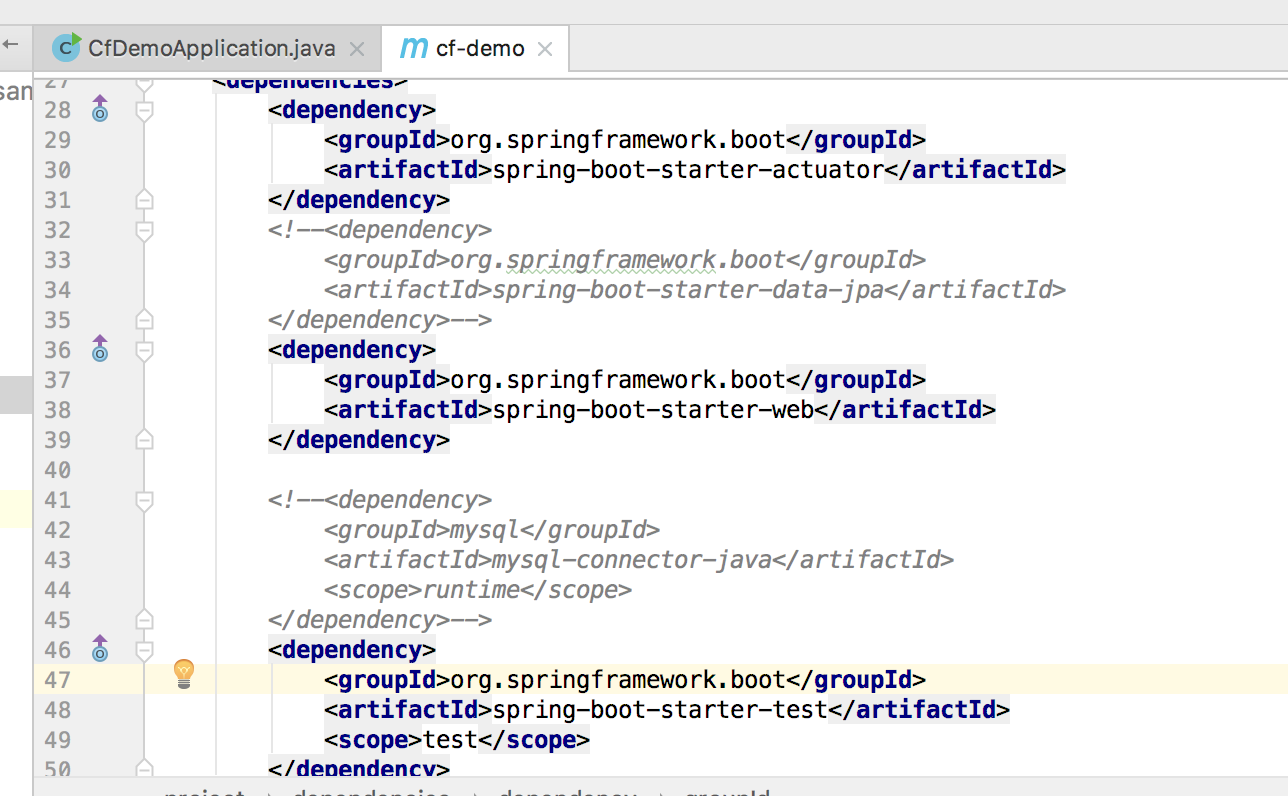 CfDemoApplication.java × m cf-demo ×
27 <dependencies>
28 <dependency>
29 <groupId>org.springframework.boot</groupId>
30 <artifactId>spring-boot-starter-actuator</artifactId>
31 </dependency>
32 <!--<dependency>
33 <groupId>org.springframework.boot</groupId>
34 <artifactId>spring-boot-starter-data-jpa</artifactId>
35 </dependency>-->
36 <dependency>
37 <groupId>org.springframework.boot</groupId>
38 <artifactId>spring-boot-starter-web</artifactId>
39 </dependency>
40
41 <!--<dependency>
42 <groupId>mysql</groupId>
43 <artifactId>mysql-connector-java</artifactId>
44 <scope>runtime</scope>
45 </dependency>-->
46 <dependency>
47 <groupId>org.springframework.boot</groupId>
48 <artifactId>spring-boot-starter-test</artifactId>
49 <scope>test</scope>
50 </dependency>
project › dependencies › dependency › groupId